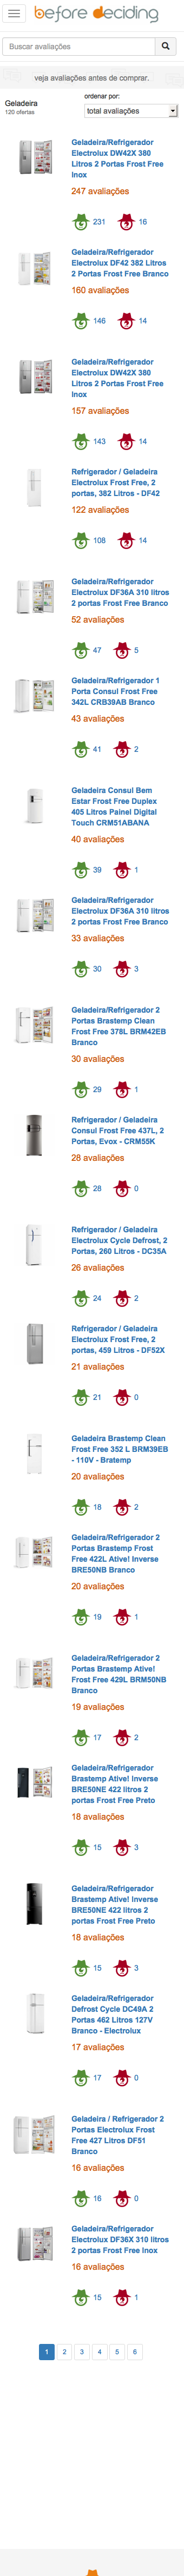 before deciding
Buscar avaliações
veja avaliações antes de comprar.
Geladeira
120 ofertas
ordenar por:
total avaliações
Geladeira/Refrigerador
Electrolux DW42X 380
Litros 2 Portas Frost Free
Inox
247 avaliações
231 16
Geladeira/Refrigerador
Electrolux DF42 382 Litros
2 Portas Frost Free Branco
160 avaliações
146 14
Geladeira/Refrigerador
Electrolux DW42X 380
Litros 2 Portas Frost Free
Inox
157 avaliações
143 14
Refrigerador / Geladeira
Electrolux Frost Free, 2
portas, 382 Litros - DF42
122 avaliações
108 14
Geladeira/Refrigerador
Electrolux DF36A 310 litros
2 portas Frost Free Branco
52 avaliações
47 5
Geladeira/Refrigerador 1
Porta Consul Frost Free
342L CRB39AB Branco
43 avaliações
41 2
Geladeira Consul Bem
Estar Frost Free Duplex
405 Litros Painel Digital
Touch CRM51ABANA
40 avaliações
39 1
Geladeira/Refrigerador
Electrolux DF36A 310 litros
2 portas Frost Free Branco
33 avaliações
30 3
Geladeira/Refrigerador 2
Portas Brastemp Clean
Frost Free 378L BRM42EB
Branco
30 avaliações
29 1
Refrigerador / Geladeira
Consul Frost Free 437L, 2
Portas, Evox - CRM55K
28 avaliações
28 0
Refrigerador / Geladeira
Electrolux Cycle Defrost, 2
Portas, 260 Litros - DC35A
26 avaliações
24 2
Refrigerador / Geladeira
Electrolux Frost Free, 2
portas, 459 Litros - DF52X
21 avaliações
21 0
Geladeira Brastemp Clean
Frost Free 352 L BRM39EB
- 110V - Bratemp
20 avaliações
18 2
Geladeira/Refrigerador 2
Portas Brastemp Frost
Free 422L Ative! Inverse
BRE50NB Branco
20 avaliações
19 1
Geladeira/Refrigerador 2
Portas Brastemp Ative!
Frost Free 429L BRM50NB
Branco
19 avaliações
17 2
Geladeira/Refrigerador
Brastemp Ative! Inverse
BRE50NE 422 litros 2
portas Frost Free Preto
18 avaliações
15 3
Geladeira/Refrigerador
Brastemp Ative! Inverse
BRE50NE 422 litros 2
portas Frost Free Preto
18 avaliações
15 3
Geladeira/Refrigerador
Defrost Cycle DC49A 2
Portas 462 Litros 127V
Branco - Electrolux
17 avaliações
17 0
Geladeira / Refrigerador 2
Portas Electrolux Frost
Free 427 Litros DF51
Branco
16 avaliações
16 0
Geladeira/Refrigerador
Electrolux DF36X 310 litros
2 portas Frost Free Inox
16 avaliações
15 1
1 2 3 4 5 6